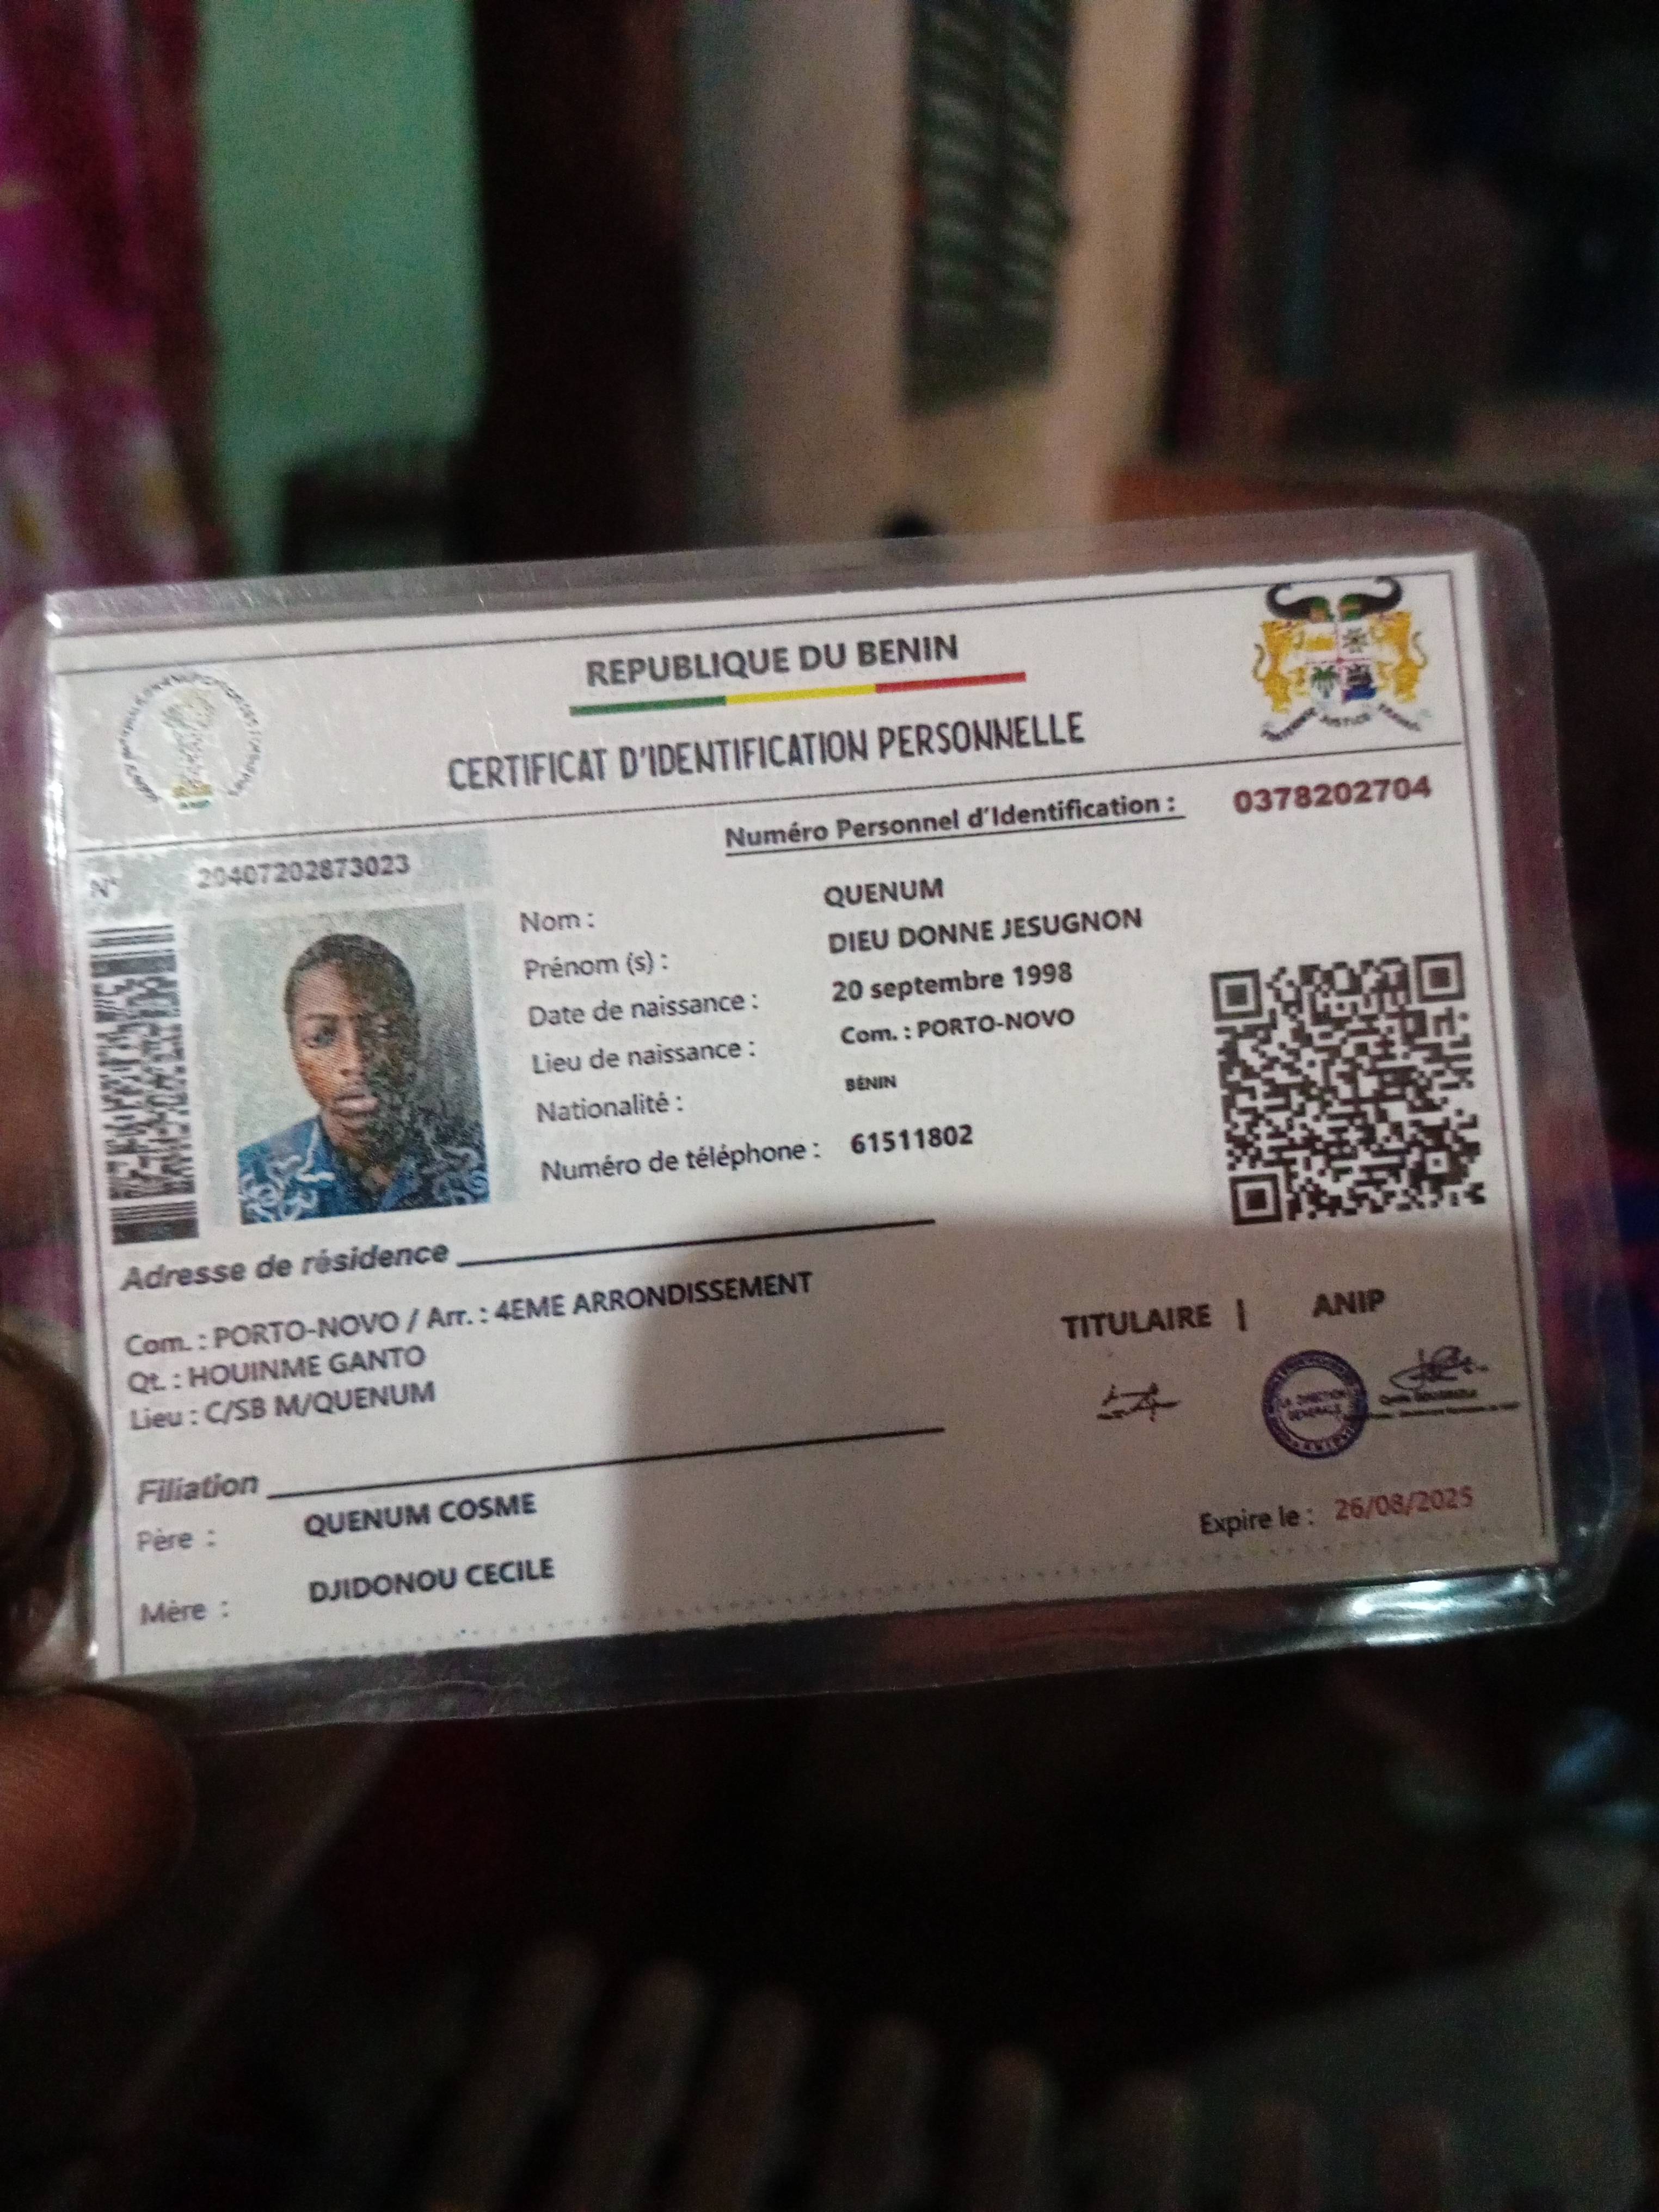 REPUBLIQUE DU BENIN
CERTIFICAT D'IDENTIFICATION PERSONNELLE
Numéro Personnel d'Identification : 0378202704
N° 20407202873023
Nom : QUENUM
Prénom (s) : DIEU DONNE JESUGNON
Date de naissance : 20 septembre 1998
Lieu de naissance : Com. : PORTO-NOVO
Nationalité : BÉNIN
Numéro de téléphone : 61511802
Adresse de résidence
Com. : PORTO-NOVO / Arr. : 4EME ARRONDISSEMENT
Qt. : HOUINME GANTO
Lieu : C/SB M/QUENUM
TITULAIRE | ANIP
LA DIRECTION
GENERALE
Filiation
Père : QUENUM COSME
Mère : DJIDONOU CECILE
Expire le : 26/08/2025